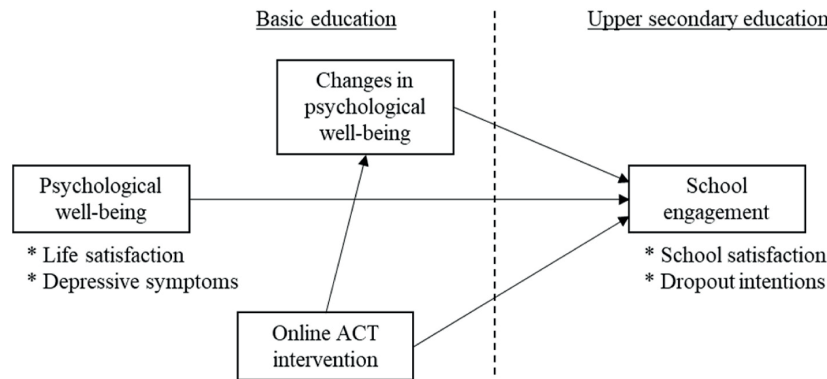 Basic education
Upper secondary education
Changes in
psychological
well-being
Psychological
well-being
* Life satisfaction
* Depressive symptoms
School
engagement
* School satisfaction
* Dropout intentions
Online ACT
intervention